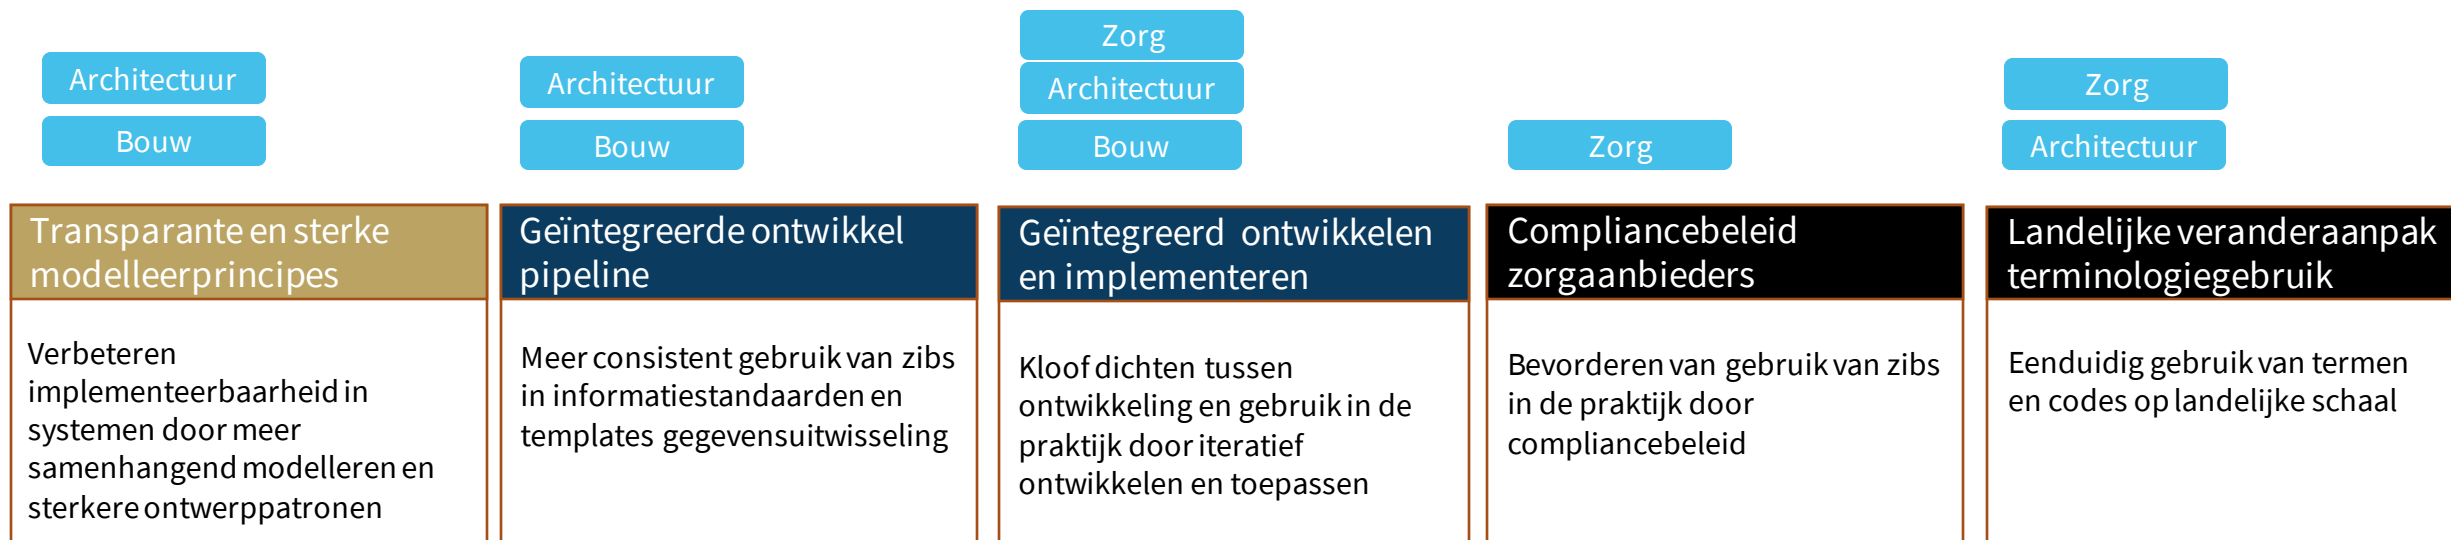 Architectuur
Bouw
Transparante en sterke
modelleerprincipes
Verbeteren
implementeerbaarheid in
systemen door meer
samenhangend modelleren en
sterkere ontwerppatronen
Architectuur
Bouw
Geïntegreerde ontwikkel
pipeline
Meer consistent gebruik van zibs
in informatiestandaarden en
templates gegevensuitwisseling
Zorg
Architectuur
Bouw
Geïntegreerd ontwikkelen
en implementeren
Kloof dichten tussen
ontwikkeling en gebruik in de
praktijk door iteratief
ontwikkelen en toepassen
Zorg
Compliancebeleid
zorgaanbieders
Bevorderen van gebruik van zibs
in de praktijk door
compliancebeleid
Zorg
Architectuur
Landelijke veranderaanpak
terminologiegebruik
Eenduidig gebruik van termen
en codes op landelijke schaal